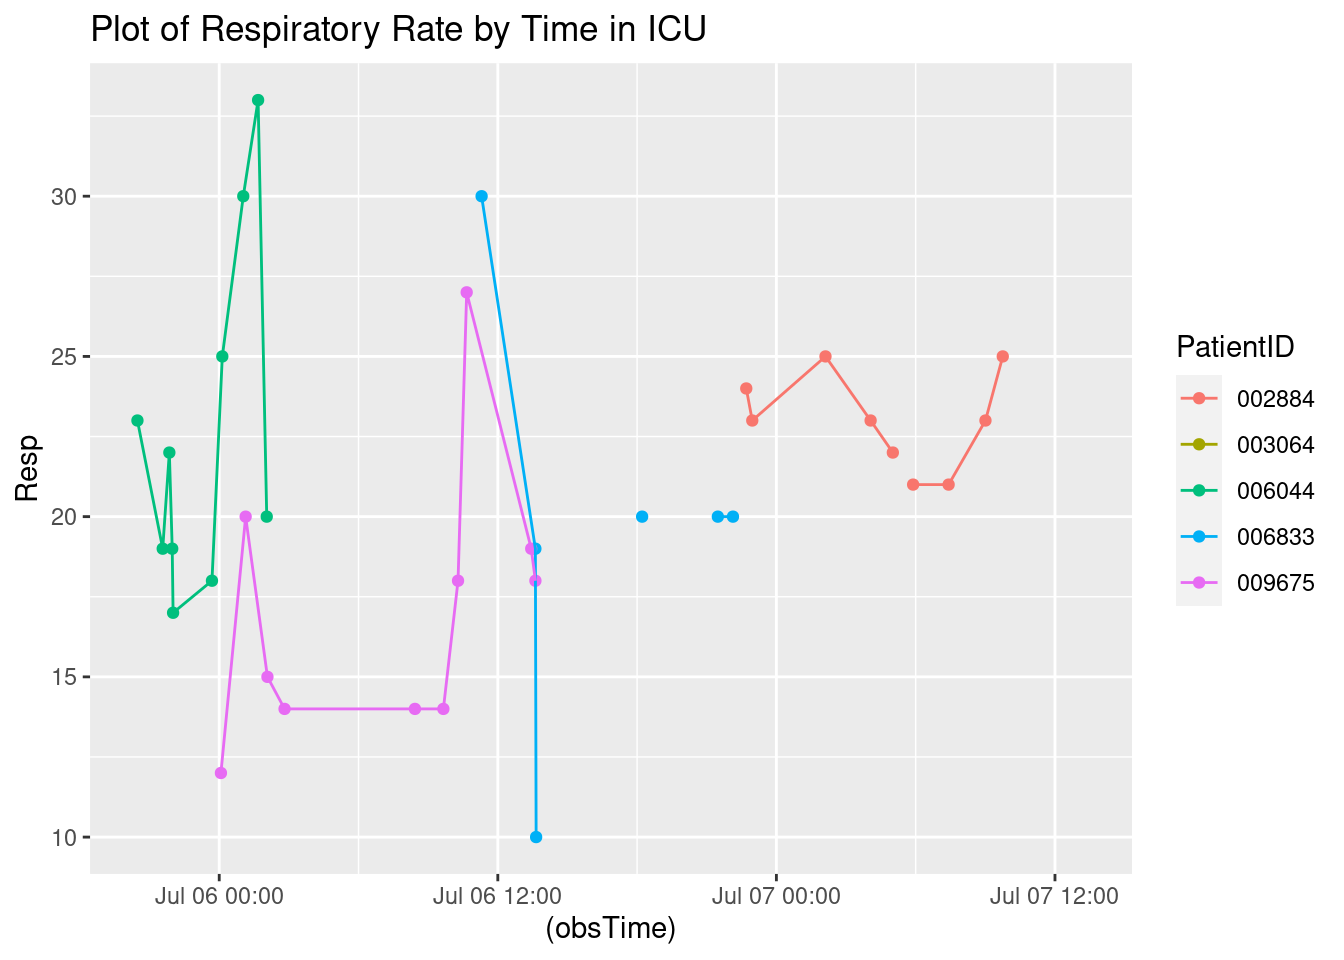 Plot of Respiratory Rate by Time in ICU
Resp
30
25
20
15
10
Jul 06 00:00
Jul 06 12:00
Jul 07 00:00
Jul 07 12:00
(obsTime)
PatientID
002884
003064
006044
006833
009675